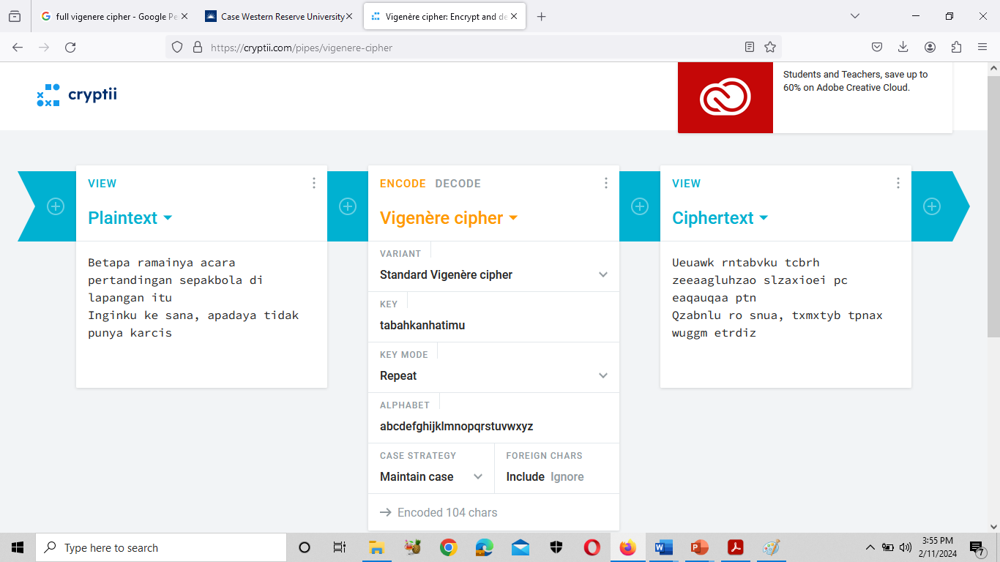 full vigenere cipher - Google Pe
Case Western Reserve University
Vigenère cipher: Encrypt and de
https://cryptii.com/pipes/vigenere-cipher
cryptii
Students and Teachers, save up to
60% on Adobe Creative Cloud.
VIEW
Plaintext
Betapa ramainya acara
pertandingan sepakbola di
lapangan itu
Inginku ke sana, apadaya tidak
punya karcis
ENCODE DECODE
Vigenère cipher
VARIANT
Standard Vigenère cipher
KEY
tabahkanhatimu
KEY MODE
Repeat
ALPHABET
abcdefghijklmnopqrstuvwxyz
CASE STRATEGY
Maintain case
FOREIGN CHARS
Include Ignore
Encoded 104 chars
VIEW
Ciphertext
Ueuawk rntabvku tcbrh
zeeaagluhzao slzaxioei pc
eaqauqaa ptn
Qzabnlu ro snua, txmxtyb tpnax
wuggm etrdiz
Type here to search
3:55 PM
2/11/2024
7